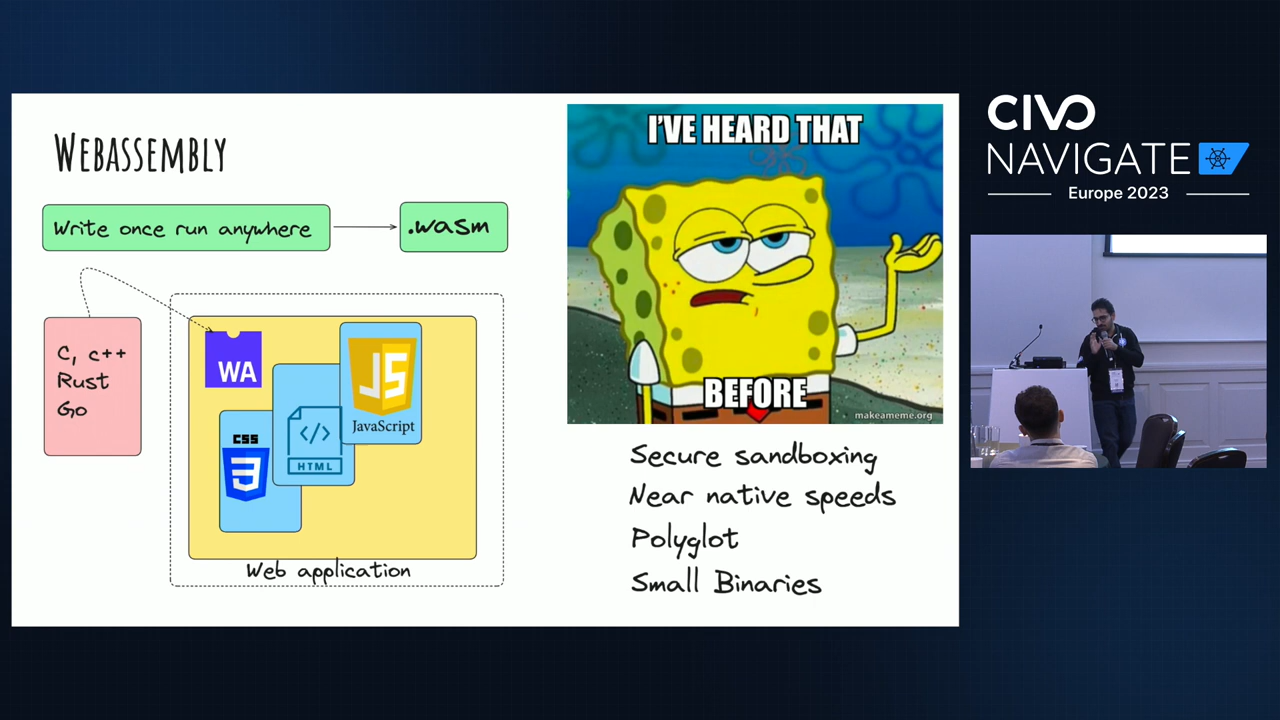 WEBASSEMBLY
Write once run anywhere
.wasm
C, c++
Rust
Go
WA
CSS
3
</>
HTML
JS
JavaScript
Web application
I'VE HEARD THAT
BEFORE
makeameme.org
Secure sandboxing
Near native speeds
Polyglot
Small Binaries
CIVO
NAVIGATE
Europe 2023